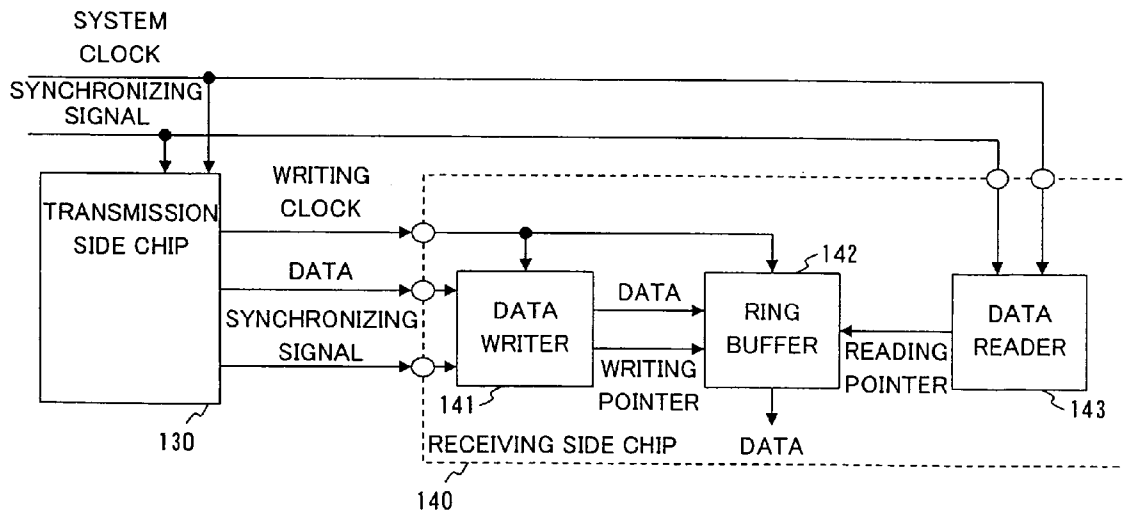 SYSTEM
CLOCK
SYNCHRONIZING
SIGNAL
WRITING
CLOCK
TRANSMISSION
SIDE CHIP
142
DATA
DATA
DATA
WRITER
RING
BUFFER
DATA
READER
SYNCHRONIZING
SIGNAL
WRITING
POINTER
READING
POINTER
141
143
130
RECEIVING SIDE CHIP
DATA
140